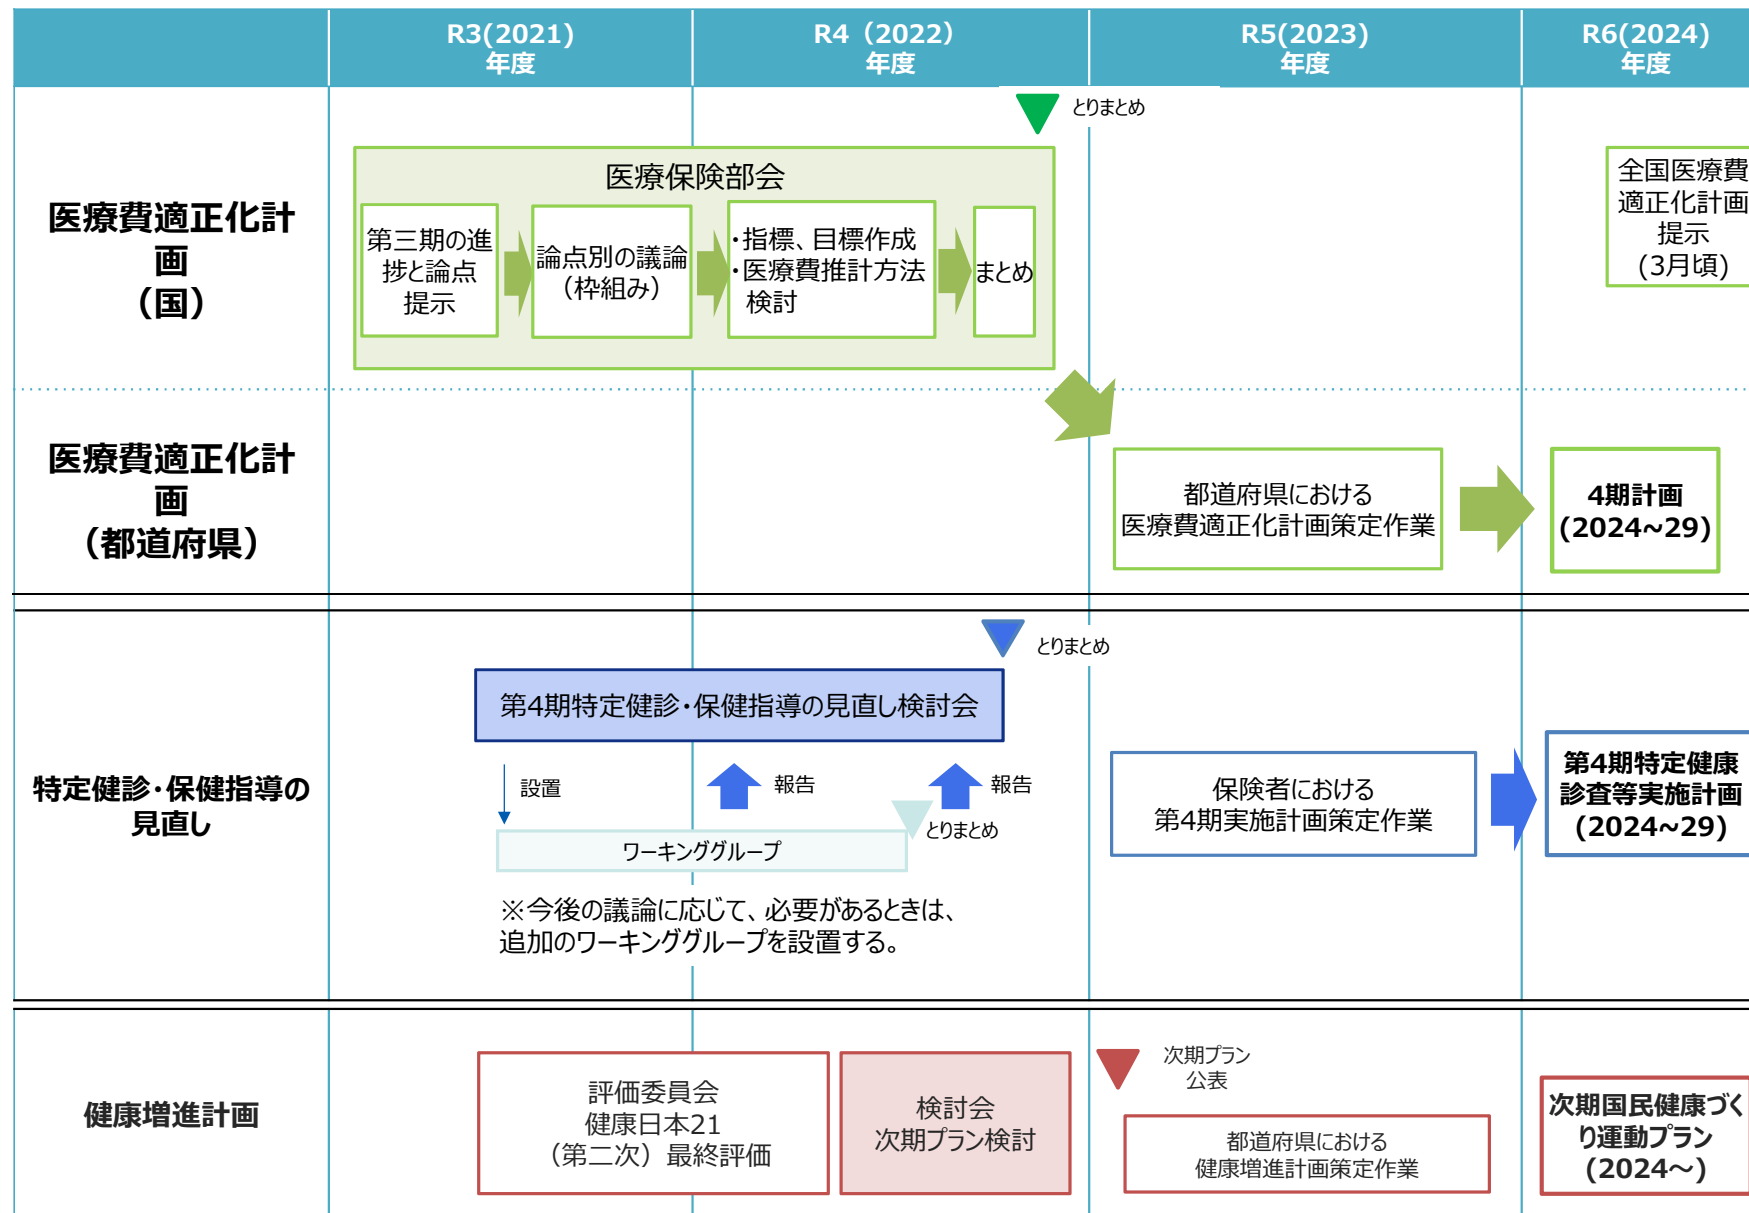 R3(2021)
年度
R4（2022）
年度
R5(2023)
年度
R6(2024)
年度
医療費適正化計
画
（国）
とりまとめ
医療保険部会
第三期の進
捗と論点
提示
論点別の議論
（枠組み）
・指標、目標作成
・医療費推計方法
検討
まとめ
全国医療費
適正化計画
提示
(3月頃)
医療費適正化計
画
（都道府県）
都道府県における
医療費適正化計画策定作業
4期計画
(2024~29)
特定健診・保健指導の
見直し
とりまとめ
第4期特定健診・保健指導の見直し検討会
設置
報告
報告
とりまとめ
ワーキンググループ
※今後の議論に応じて、必要があるときは、
追加のワーキンググループを設置する。
保険者における
第4期実施計画策定作業
第4期特定健康
診査等実施計画
(2024~29)
健康増進計画
評価委員会
健康日本21
（第二次）最終評価
検討会
次期プラン検討
次期プラン
公表
都道府県における
健康増進計画策定作業
次期国民健康づく
り運動プラン
(2024～)